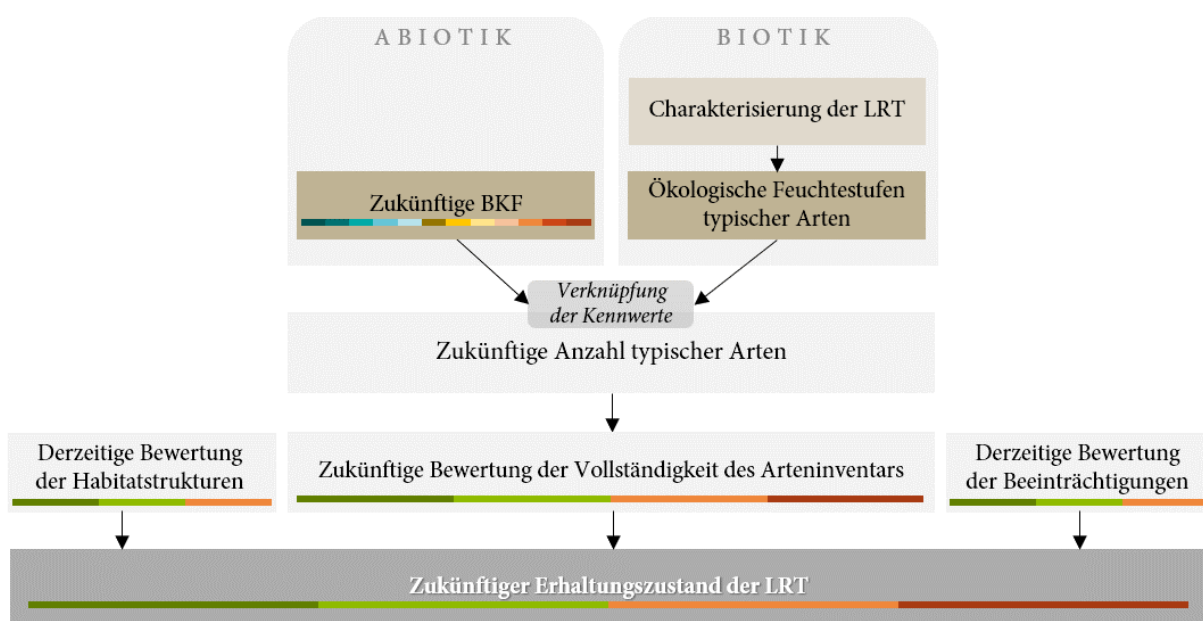 ABIOTIK
BIOTIK
Charakterisierung der LRT
Zukünftige BKF
Ökologische Feuchtestufen
typischer Arten
Verknüpfung
der Kennwerte
Zukünftige Anzahl typischer Arten
Derzeitige Bewertung
der Habitatstrukturen
Zukünftige Bewertung der Vollständigkeit des Arteninventars
Derzeitige Bewertung
der Beeinträchtigungen
Zukünftiger Erhaltungszustand der LRT